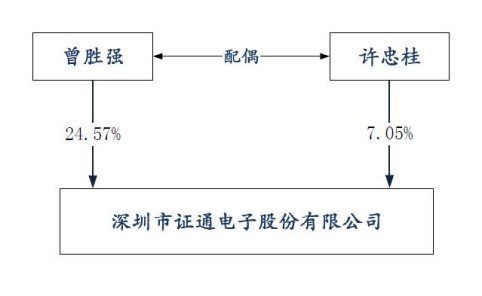 曾胜强
配偶
许忠桂
24.57%
7.05%
深圳市证通电子股份有限公司